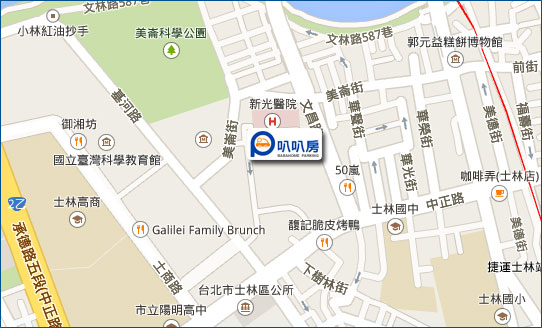 文林路587巷
文林路587巷
小林紅油抄手
美崙科學公園
郭元益糕餅博物館
前街
基河路
美崙街
福壽街
新光醫院
文昌路
華齡街
華榮街
美德街
御湘坊
美崙街
叭叭房
BABAHOME PARKING
國立臺灣科學教育館
華光街
50嵐
咖啡弄(士林店)
士林高商
士林國中
中正路
2乙
Galilei Family Brunch
馥記脆皮烤鴨
美德街
承德路五段(中正路)
士商路
下樹林街
捷運士林站
台北市士林區公所
市立陽明高中
士林國小